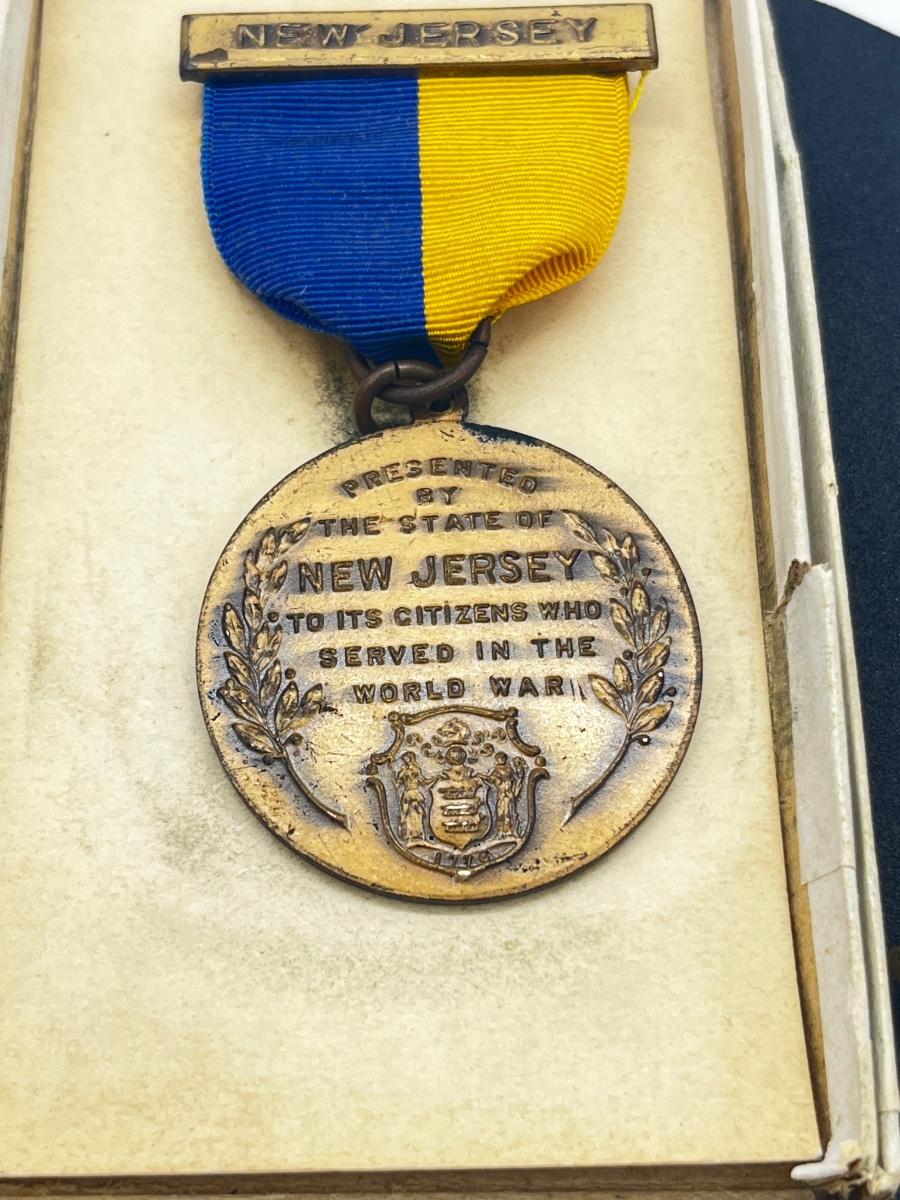 NEW JERSEY
PRESENTED
BY
THE STATE OF
NEW JERSEY
TO ITS CITIZENS WHO
SERVED IN THE
WORLD WAR